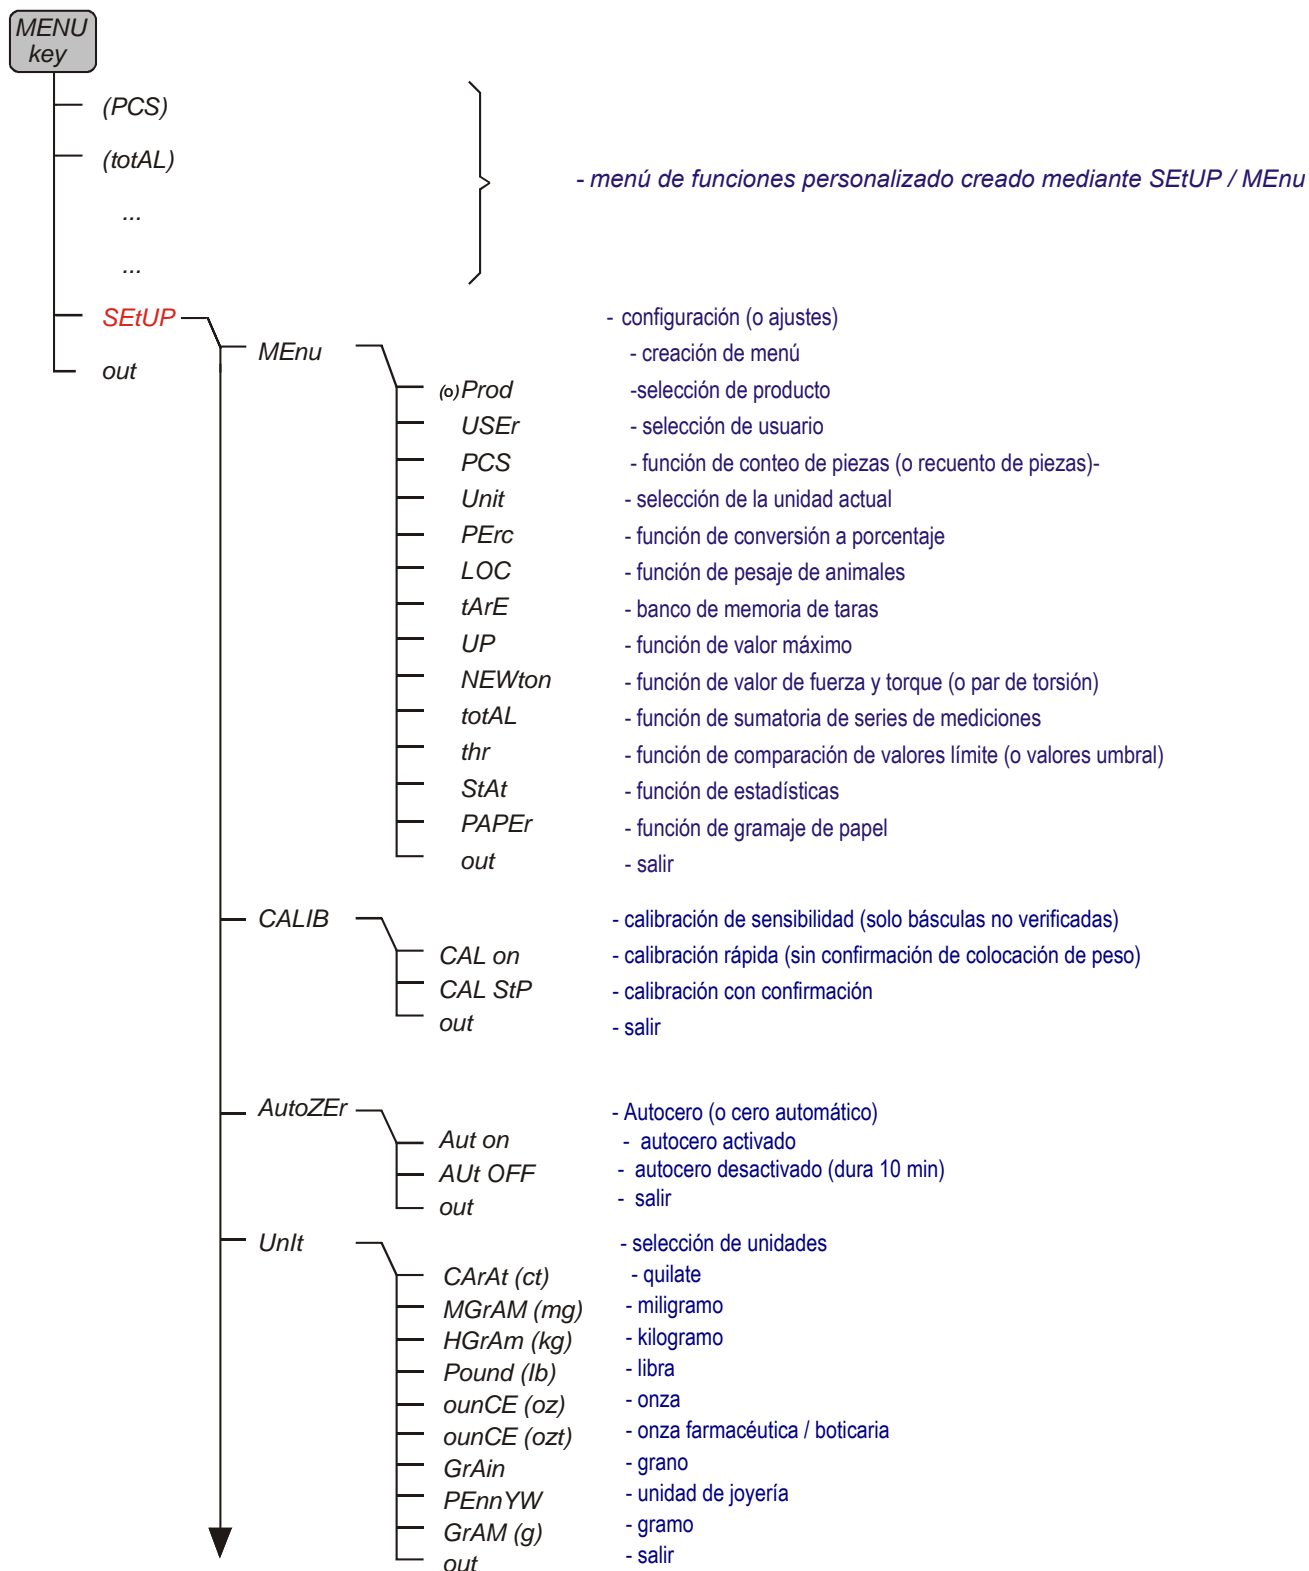 MENU
key
(PCS)
(totAL)
...
- menú de funciones personalizado creado mediante SEtUP / MEnu
...
SEtUP - configuración (o ajustes)
MEnu - creación de menú
out
(o) Prod -selección de producto
USEr - selección de usuario
PCS - función de conteo de piezas (o recuento de piezas)-
Unit - selección de la unidad actual
PErc - función de conversión a porcentaje
LOC - función de pesaje de animales
tArE - banco de memoria de taras
UP - función de valor máximo
NEWton - función de valor de fuerza y torque (o par de torsión)
totAL - función de sumatoria de series de mediciones
thr - función de comparación de valores límite (o valores umbral)
StAt - función de estadísticas
PAPEr - función de gramaje de papel
out - salir
CALIB - calibración de sensibilidad (solo básculas no verificadas)
CAL on - calibración rápida (sin confirmación de colocación de peso)
CAL StP - calibración con confirmación
out - salir
AutoZEr - Autocero (o cero automático)
Aut on - autocero activado
AUt OFF - autocero desactivado (dura 10 min)
out - salir
UnIt - selección de unidades
CArAt (ct) - quilate
MGrAM (mg) - miligramo
HGrAm (kg) - kilogramo
Pound (lb) - libra
ounCE (oz) - onza
ounCE (ozt) - onza farmacéutica / boticaria
GrAin - grano
PEnnYW - unidad de joyería
GrAM (g) - gramo
out - salir